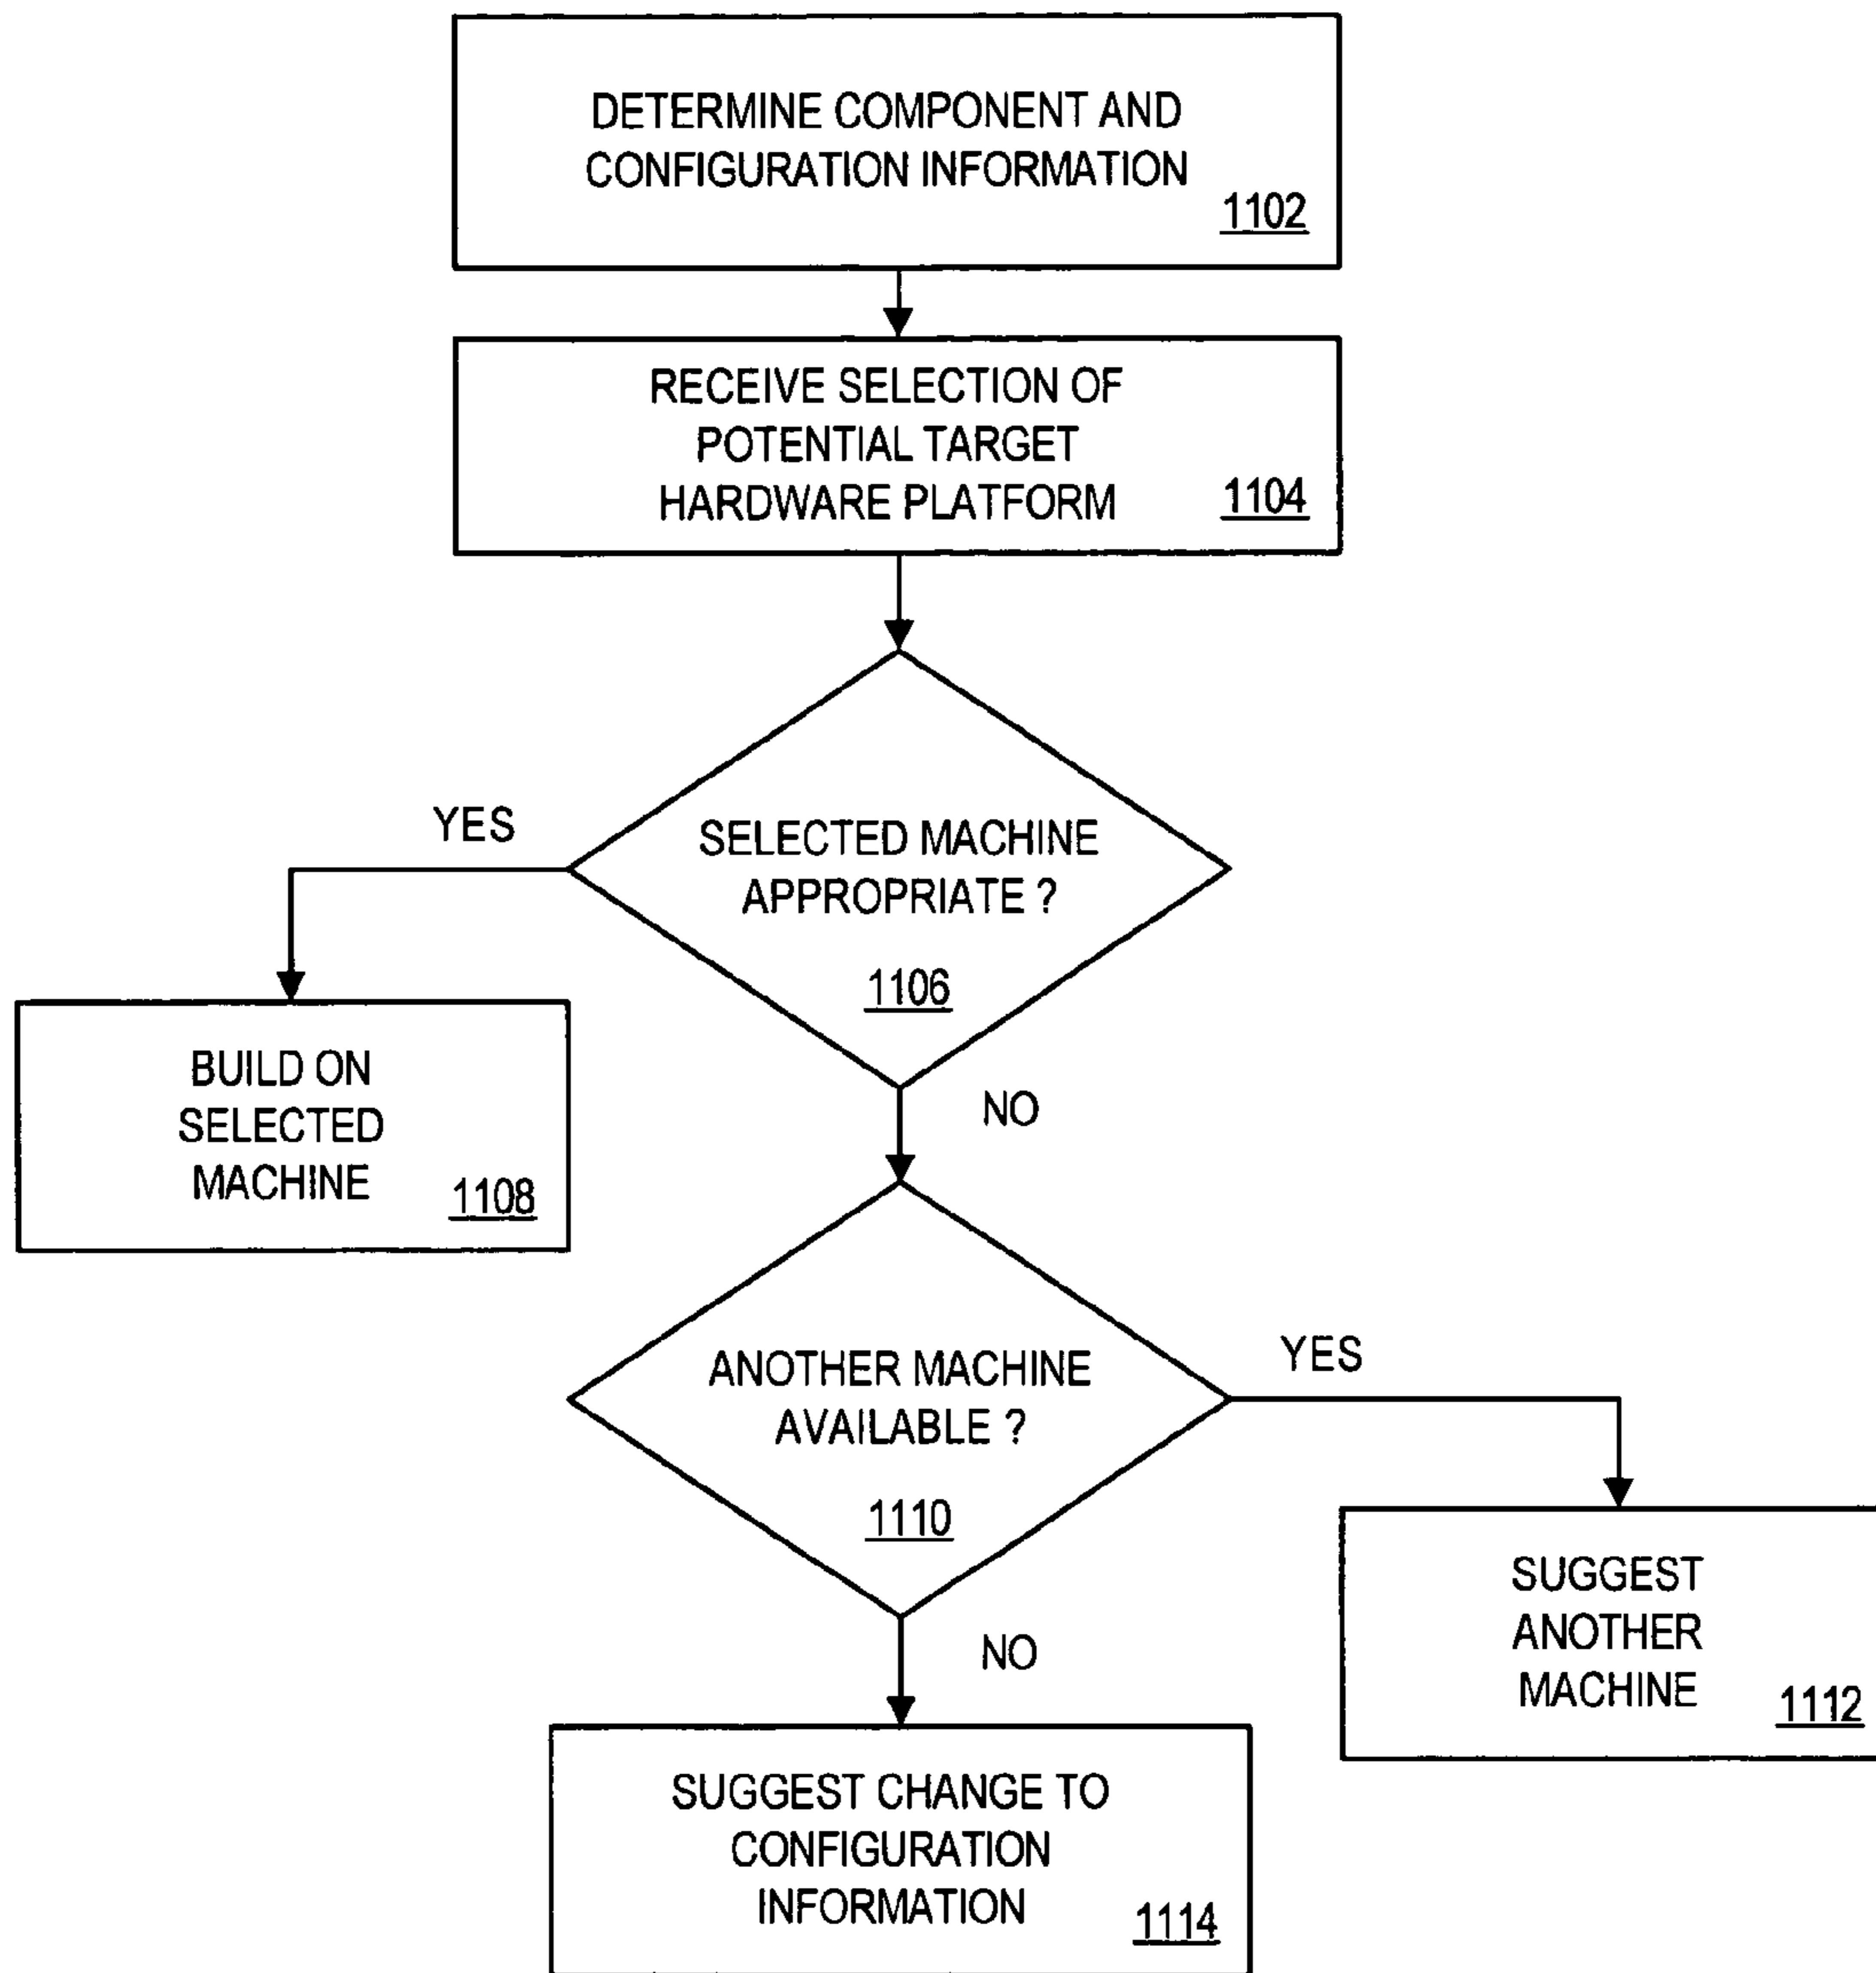 DETERMINE COMPONENT AND
CONFIGURATION INFORMATION
1102
RECEIVE SELECTION OF
POTENTIAL TARGET
HARDWARE PLATFORM
1104
YES
SELECTED MACHINE
APPROPRIATE ?
1106
BUILD ON
SELECTED
MACHINE
1108
NO
ANOTHER MACHINE
AVAILABLE ?
1110
YES
SUGGEST
ANOTHER
MACHINE
1112
NO
SUGGEST CHANGE TO
CONFIGURATION
INFORMATION
1114